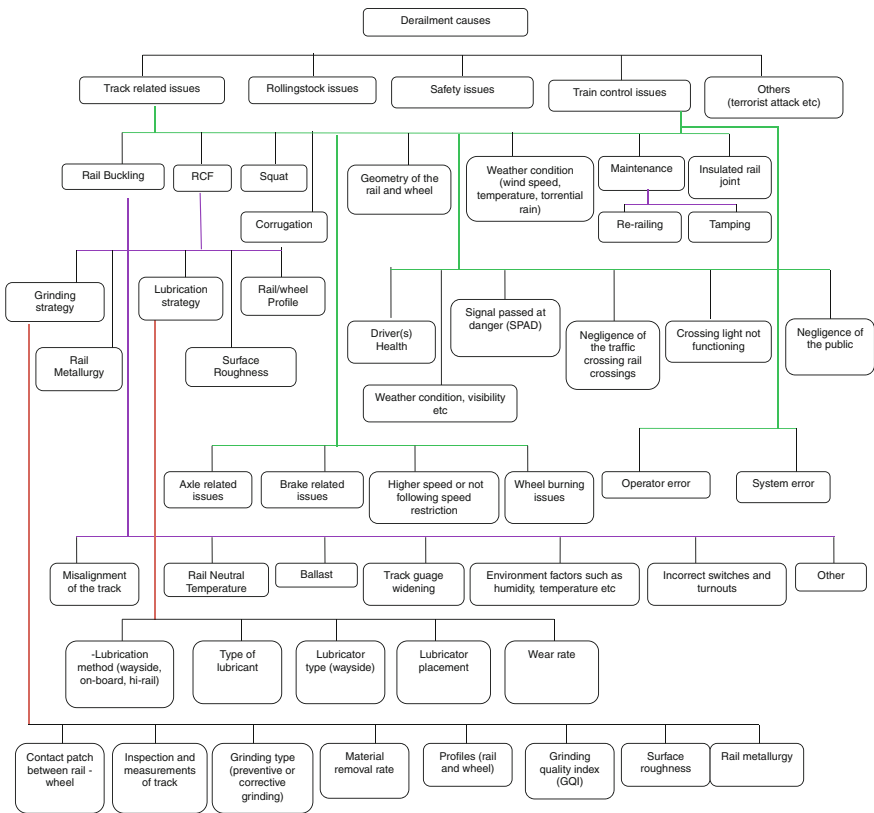 Derailment causes
Track related issues
Rollingstock issues
Safety issues
Train control issues
Others
(terrorist attack etc)
Rail Buckling
RCF
Squat
Corrugation
Geometry of the
rail and wheel
Weather condition
(wind speed,
temperature, torrential
rain)
Maintenance
Insulated rail
joint
Re-railing
Tamping
Grinding
strategy
Rail
Metallurgy
Lubrication
strategy
Surface
Roughness
Rail/wheel
Profile
Driver(s)
Health
Weather condition, visibility
etc
Signal passed at
danger (SPAD)
Negligence of
the traffic
crossing rail
crossings
Crossing light not
functioning
Negligence of
the public
Axle related
issues
Brake related
issues
Higher speed or not
following speed
restriction
Wheel burning
issues
Operator error
System error
Misalignment
of the track
Rail Neutral
Temperature
Ballast
Track guage
widening
Environment factors such as
humidity, temperature etc
Incorrect switches and
turnouts
Other
-Lubrication
method (wayside,
on-board, hi-rail)
Type of
lubricant
Lubricator
type (wayside)
Lubricator
placement
Wear rate
Contact patch
between rail -
wheel
Inspection and
measurements
of track
Grinding type
(preventive or
corrective
grinding)
Material
removal rate
Profiles (rail
and wheel)
Grinding
quality index
(GQI)
Surface
roughness
Rail metallurgy